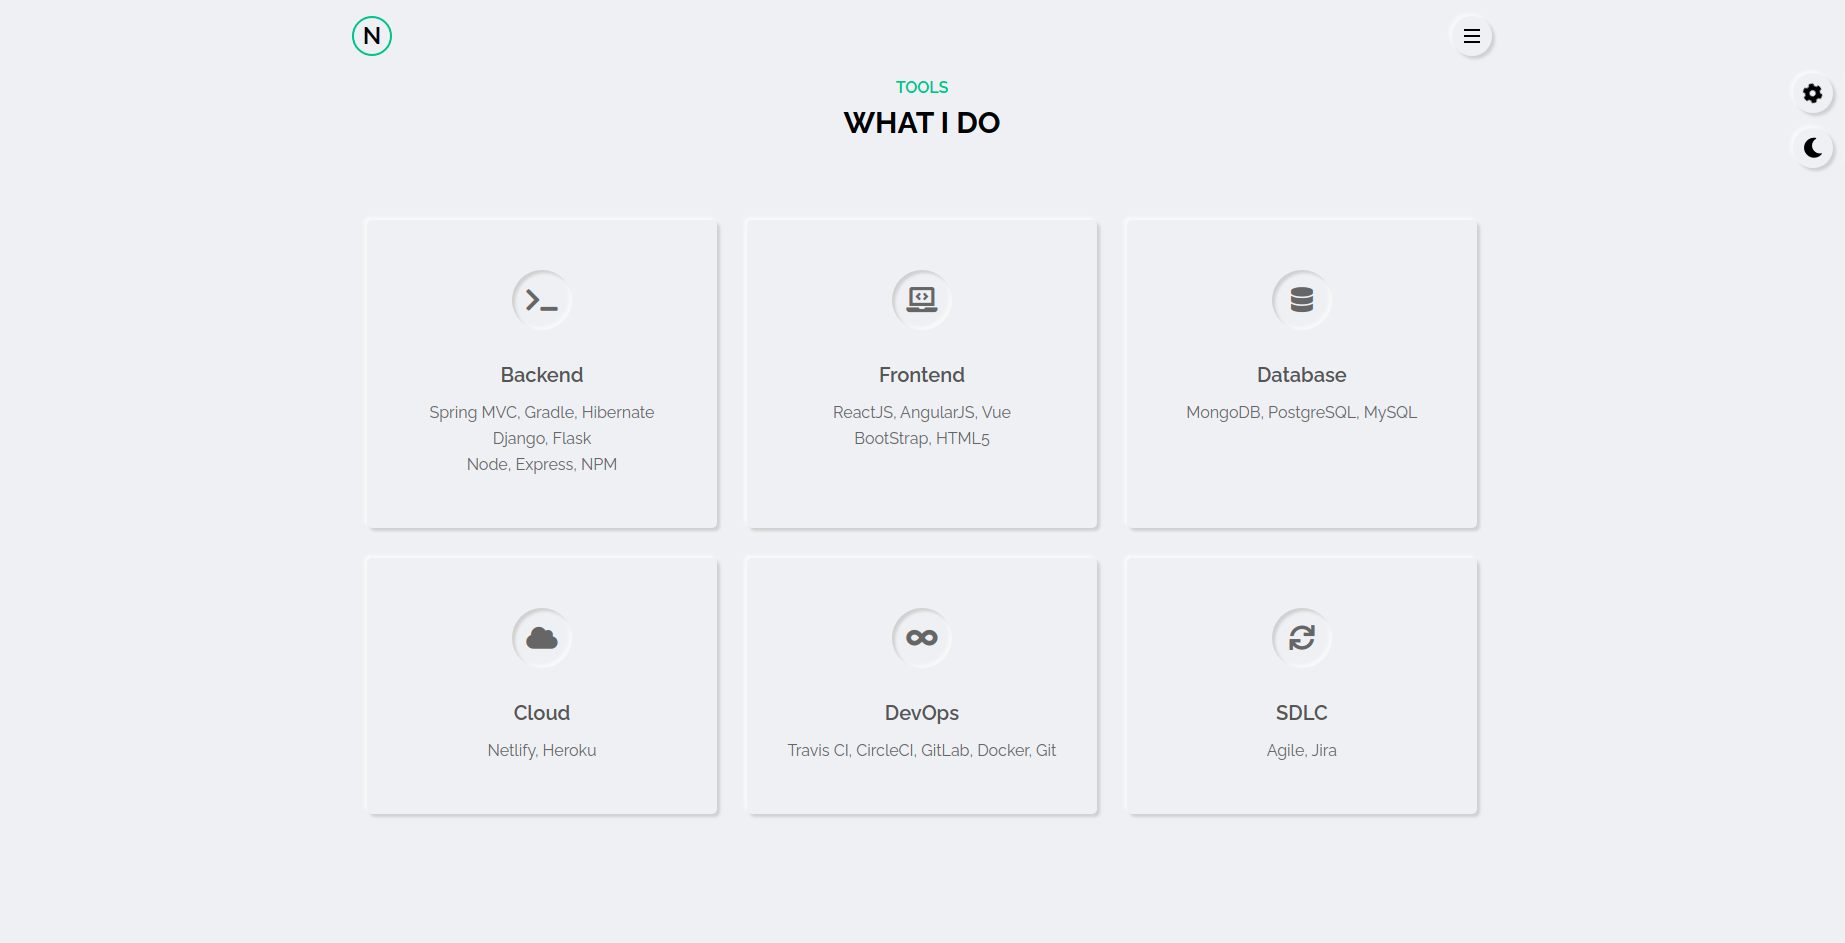 N
TOOLS
WHAT I DO
Backend
Spring MVC, Gradle, Hibernate
Django, Flask
Node, Express, NPM
Frontend
ReactJS, AngularJS, Vue
BootStrap, HTML5
Database
MongoDB, PostgreSQL, MySQL
Cloud
Netlify, Heroku
DevOps
Travis CI, CircleCI, GitLab, Docker, Git
SDLC
Agile, Jira